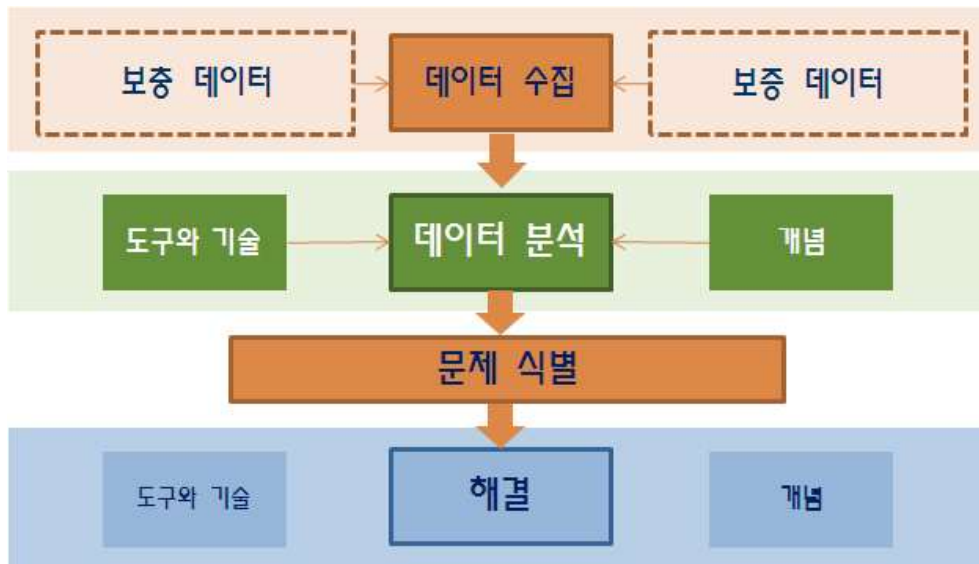 보충 데이터
데이터 수집
보증 데이터
도구와 기술
데이터 분석
개념
문제 식별
도구와 기술
해결
개념